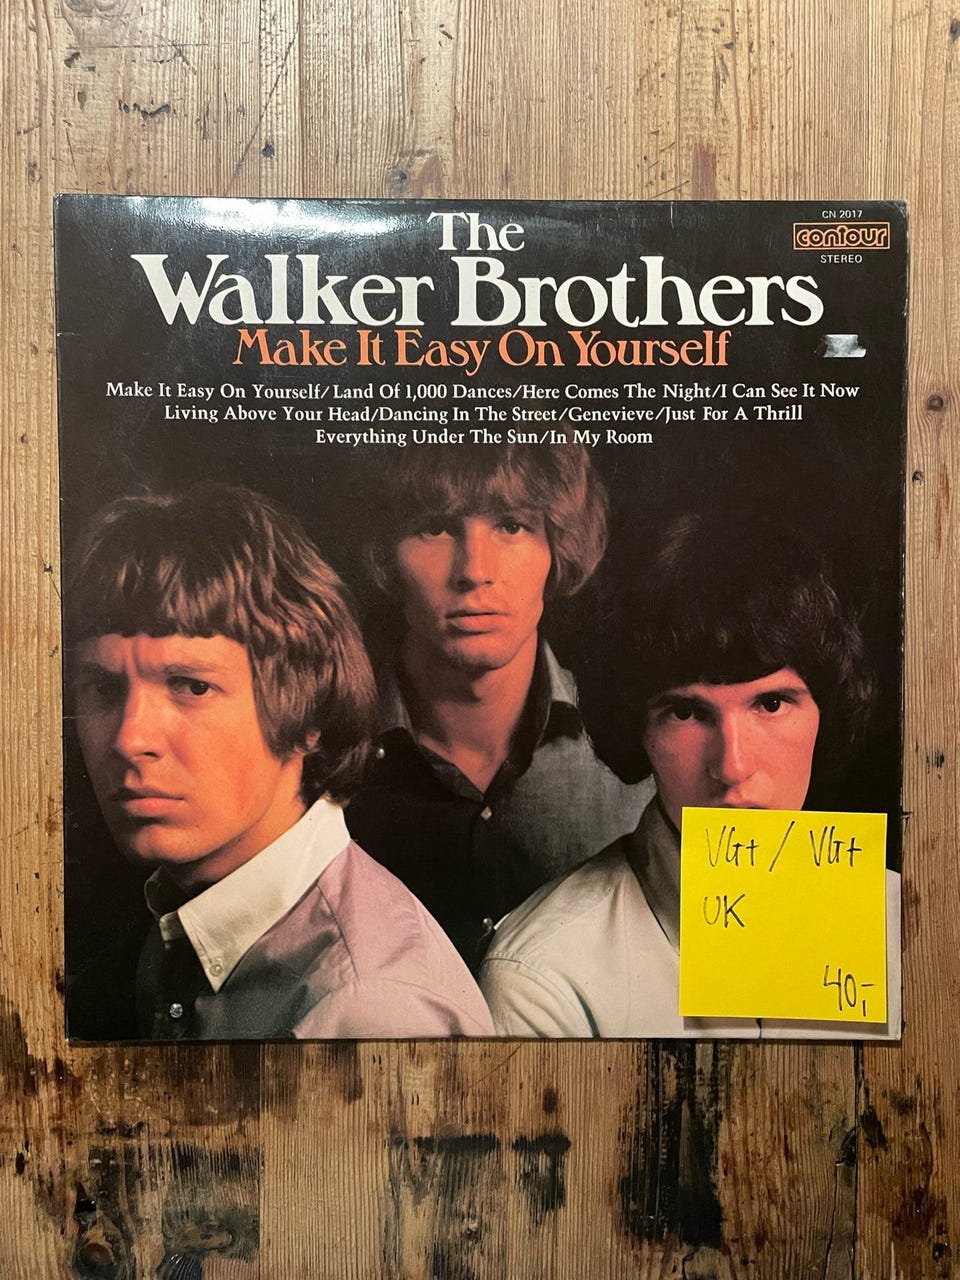 CN 2017
contour
STEREO
The
Walker Brothers
Make It Easy On Yourself
Make It Easy On Yourself/Land Of 1,000 Dances/Here Comes The Night/I Can See It Now
Living Above Your Head/Dancing In The Street/Genevieve/Just For A Thrill
Everything Under The Sun/In My Room
VG+ / VG+
UK
40,-